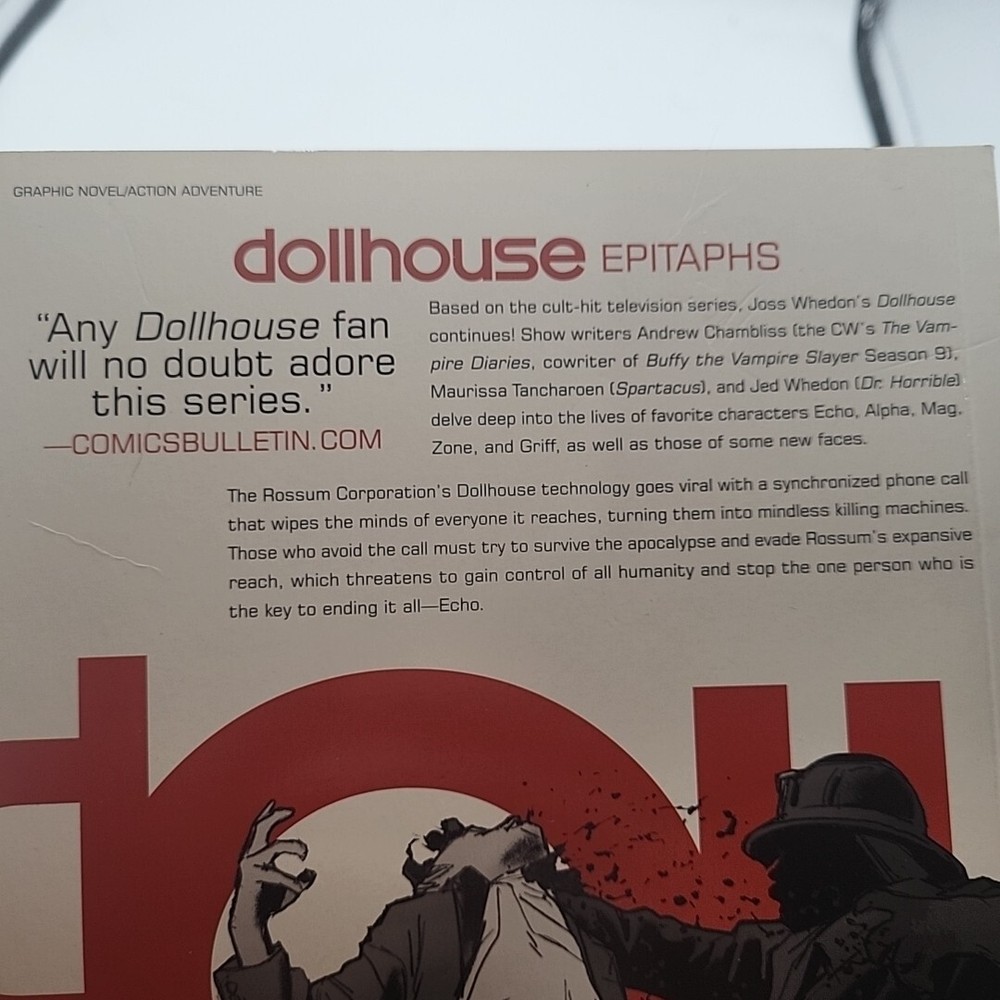 GRAPHIC NOVEL/ACTION ADVENTURE
dollhouse EPITAPHS
“Any Dollhouse fan
will no doubt adore
this series.”
—COMICSBULLETIN.COM
Based on the cult-hit television series, Joss Whedon’s Dollhouse
continues! Show writers Andrew Chambliss (the CW’s The Vam-
pire Diaries, cowriter of Buffy the Vampire Slayer Season 9),
Maurissa Tancharoen (Spartacus), and Jed Whedon (Dr. Horrible)
delve deep into the lives of favorite characters Echo, Alpha, Mag,
Zone, and Griff, as well as those of some new faces.
The Rossum Corporation’s Dollhouse technology goes viral with a synchronized phone call
that wipes the minds of everyone it reaches, turning them into mindless killing machines.
Those who avoid the call must try to survive the apocalypse and evade Rossum’s expansive
reach, which threatens to gain control of all humanity and stop the one person who is
the key to ending it all—Echo.
doll